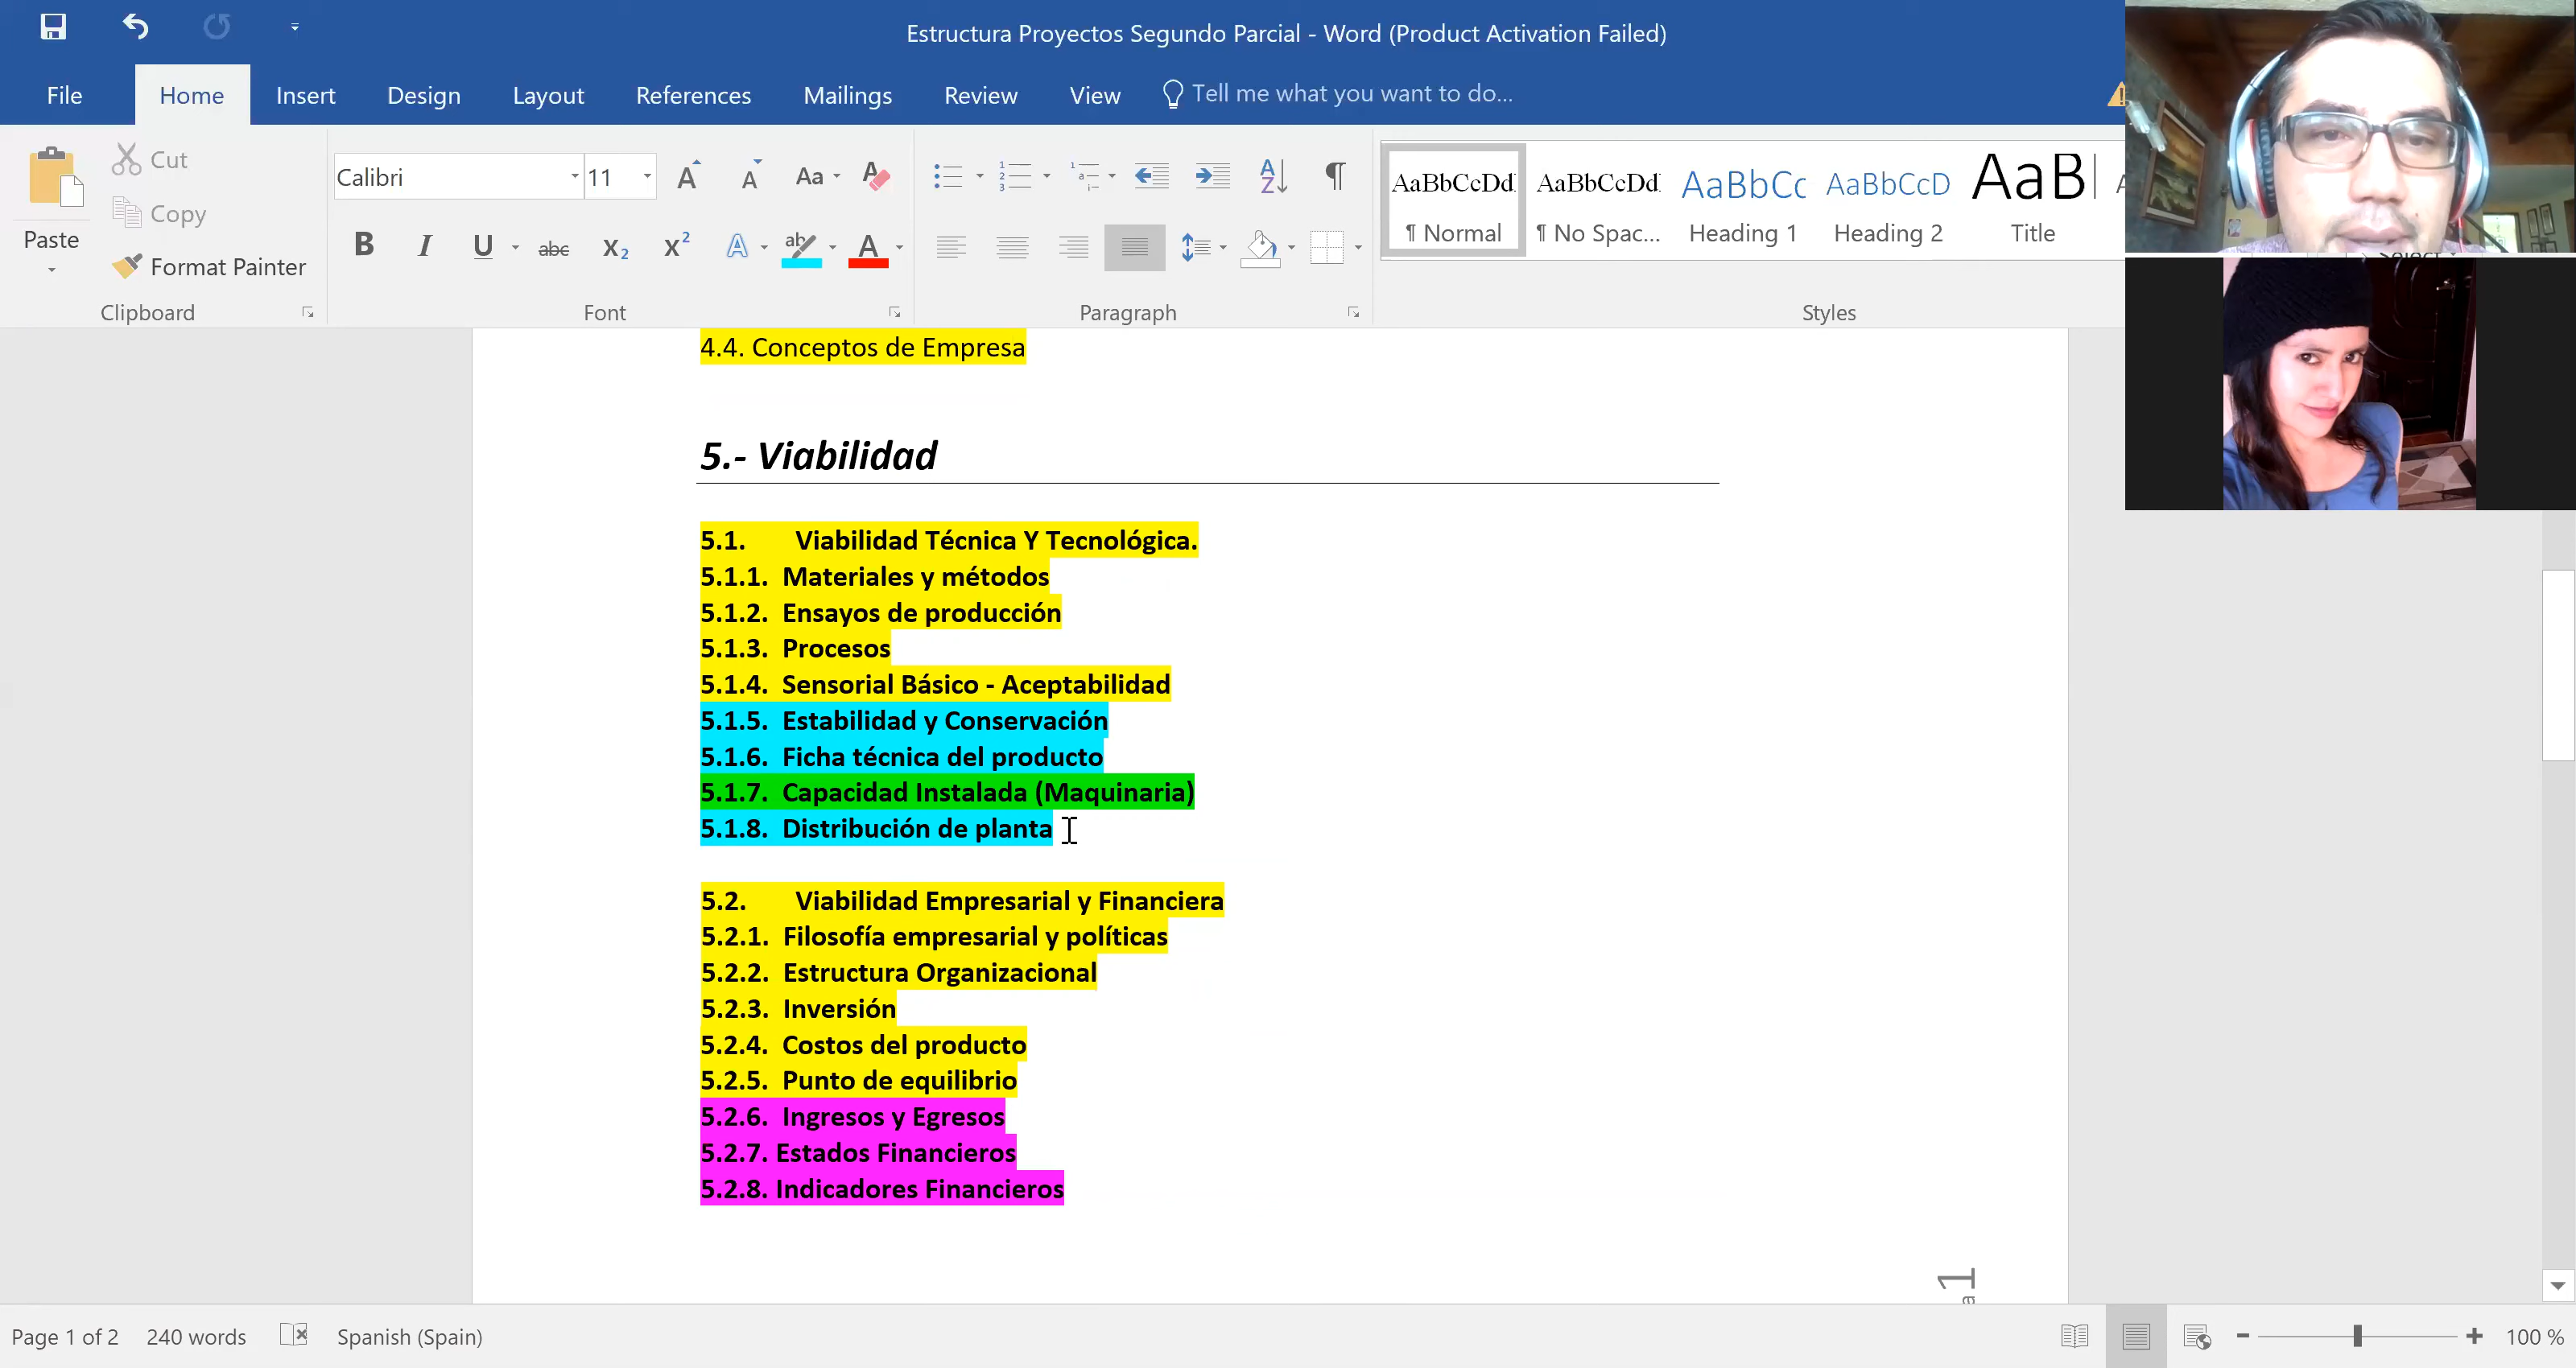 Estructura Proyectos Segundo Parcial - Word (Product Activation Failed)
File Home Insert Design Layout References Mailings Review View Tell me what you want to do...
Cut
Copy
Paste
Format Painter
Clipboard
Calibri 11
Aa
B I U abc X₂ X² A ab A
Font
Paragraph
AaBbCcDd AaBbCcDd AaBbCc AaBbCcD AaB
¶ Normal ¶ No Spac... Heading 1 Heading 2 Title
Styles
4.4. Conceptos de Empresa
5.- Viabilidad
5.1. Viabilidad Técnica Y Tecnológica.
5.1.1. Materiales y métodos
5.1.2. Ensayos de producción
5.1.3. Procesos
5.1.4. Sensorial Básico - Aceptabilidad
5.1.5. Estabilidad y Conservación
5.1.6. Ficha técnica del producto
5.1.7. Capacidad Instalada (Maquinaria)
5.1.8. Distribución de planta
5.2. Viabilidad Empresarial y Financiera
5.2.1. Filosofía empresarial y políticas
5.2.2. Estructura Organizacional
5.2.3. Inversión
5.2.4. Costos del producto
5.2.5. Punto de equilibrio
5.2.6. Ingresos y Egresos
5.2.7. Estados Financieros
5.2.8. Indicadores Financieros
1
Page 1 of 2 240 words Spanish (Spain) 100 %